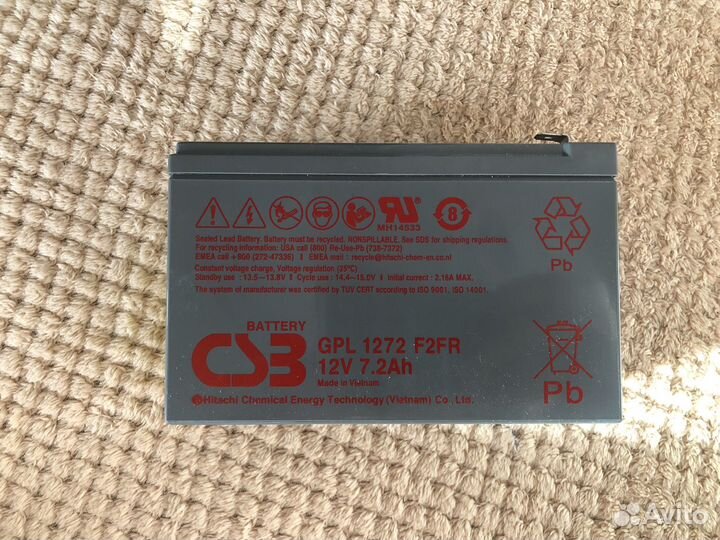 MH14533
8
Sealed Lead Battery. Battery must be recycled. NONSPILLABLE. See SDS for shipping regulations.
For recycling information: USA call (800) Re-Use-Pb (735-7372)
EMEA call +800 (272-47336) | EMEA mail : recycle@hitachi-chem-en.co.nl
Constant voltage charge, Voltage regulation (25℃)
Standby use : 13.5~13.8V | Cycle use : 14.4~15.0V | Initial current : 2.16A MAX.
The system of manufacturer was certified by TUV CERT according to ISO 9001, ISO 14001.
Pb
BATTERY
CSB
GPL 1272 F2FR
12V 7.2Ah
Made in Vietnam
Hitachi Chemical Energy Technology (Vietnam) Co., Ltd.
Pb
Avito